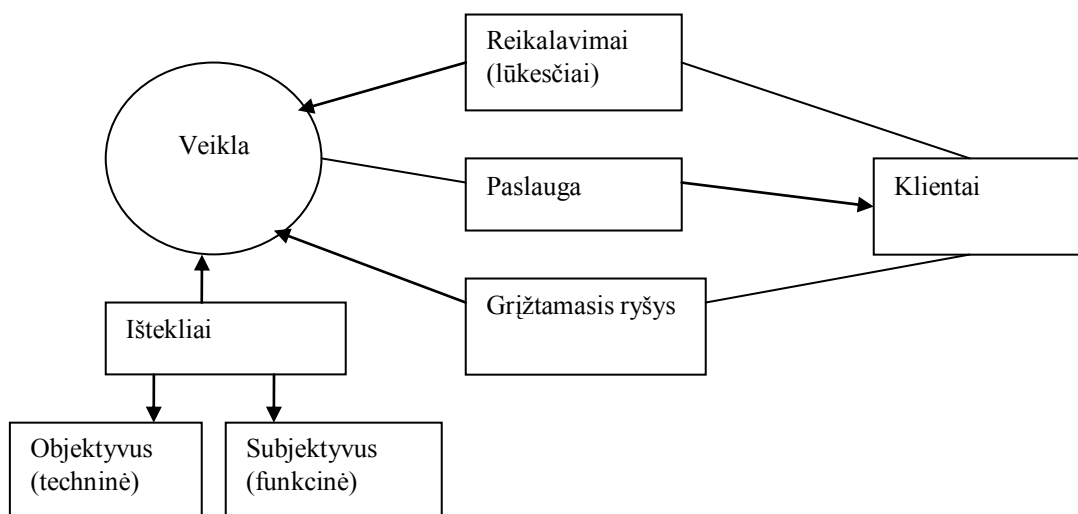 Reikalavimai
(lūkesčiai)
Veikla
Paslauga
Klientai
Grįžtamasis ryšys
Ištekliai
Objektyvus
(techninė)
Subjektyvus
(funkcinė)